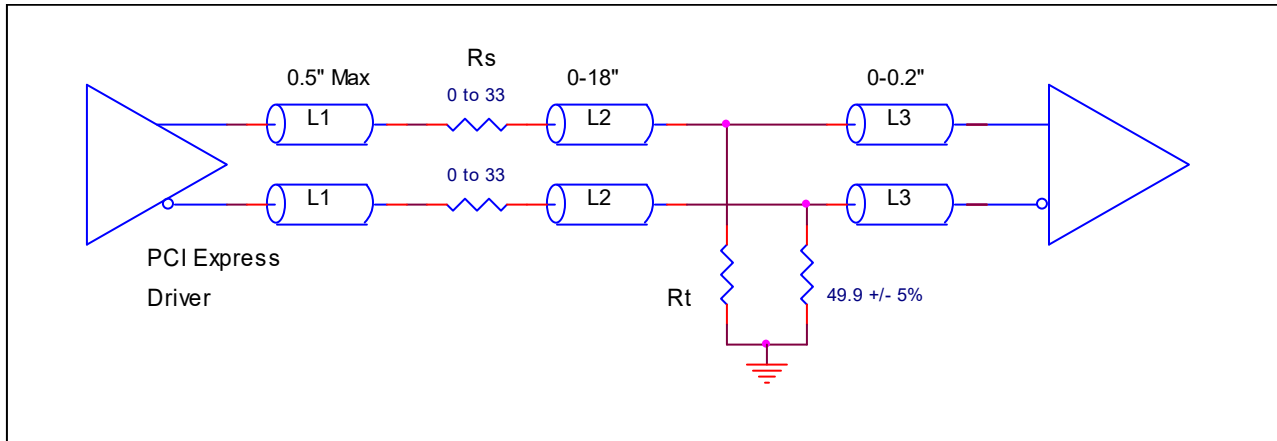 Rs
0.5" Max
0-18"
0-0.2"
0 to 33
L1
L2
L3
0 to 33
L1
L2
L3
PCI Express
Driver
Rt
49.9 +/- 5%